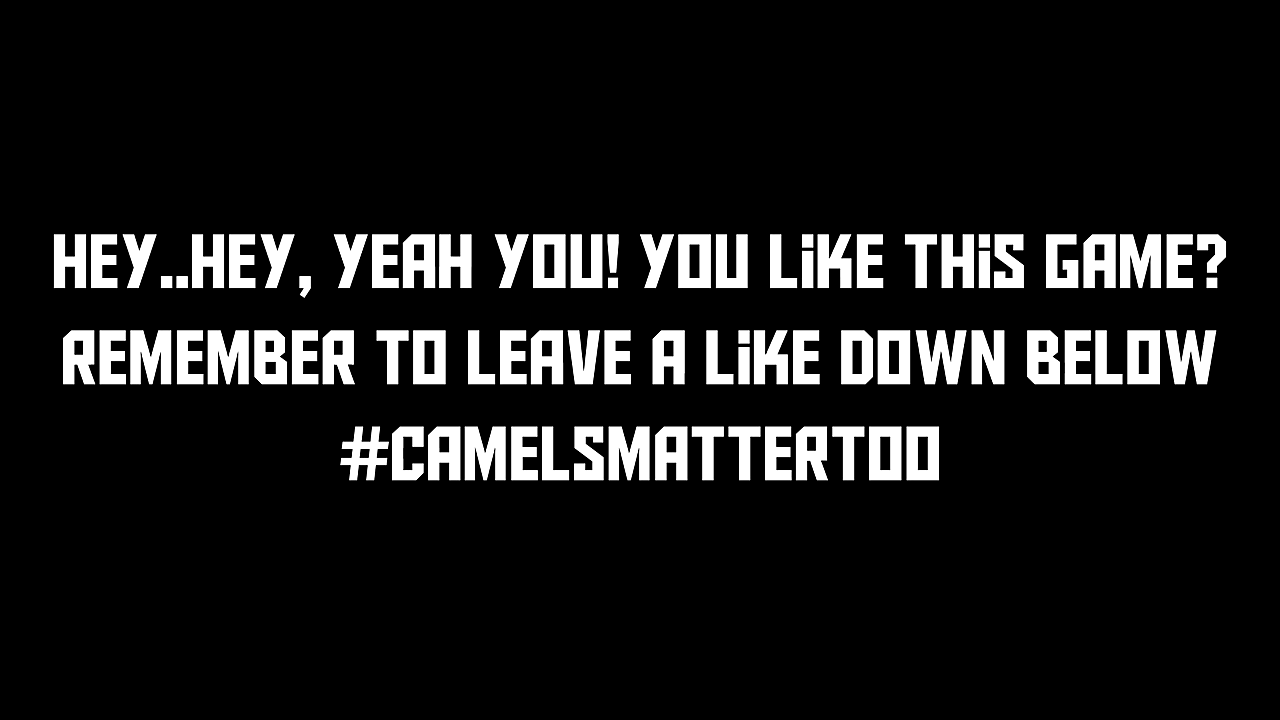 HEY..HEY, YEAH YOU! YOU LiKE THiS GAME?
REMEMBER TO LEAVE A LiKE DOWN BELOW
#CAMELSMATTERTOO